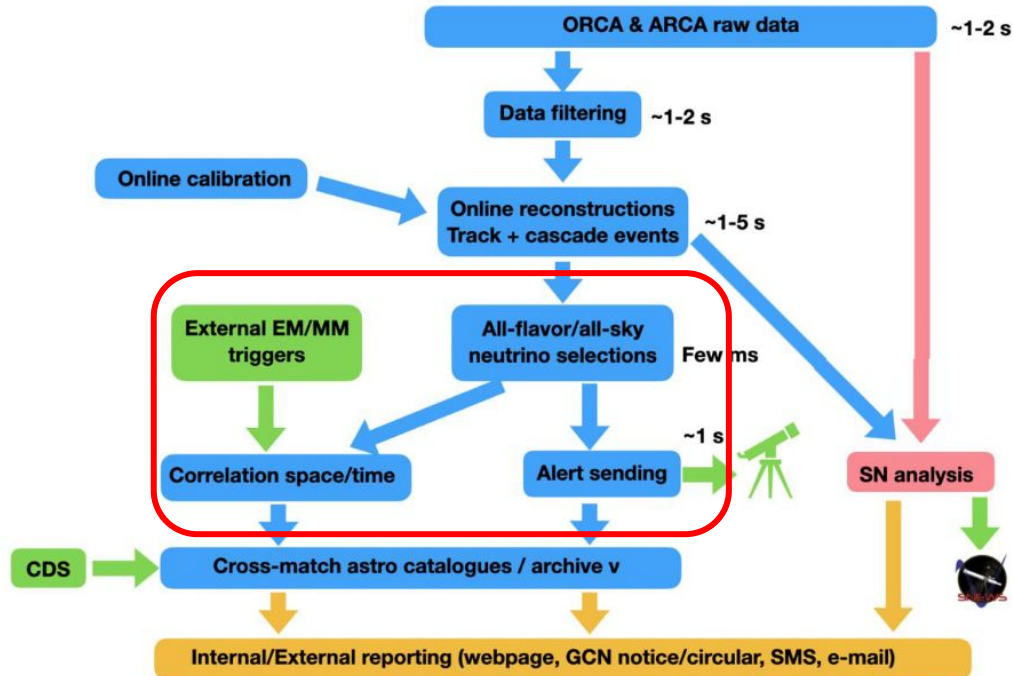 ORCA & ARCA raw data
~1-2 s
Data filtering
~1-2 s
Online calibration
Online reconstructions
Track + cascade events
~1-5 s
External EM/MM
triggers
All-flavor/all-sky
neutrino selections
Few ms
~1 s
Correlation space/time
Alert sending
SN analysis
CDS
Cross-match astro catalogues / archive ν
SNEWS
Internal/External reporting (webpage, GCN notice/circular, SMS, e-mail)